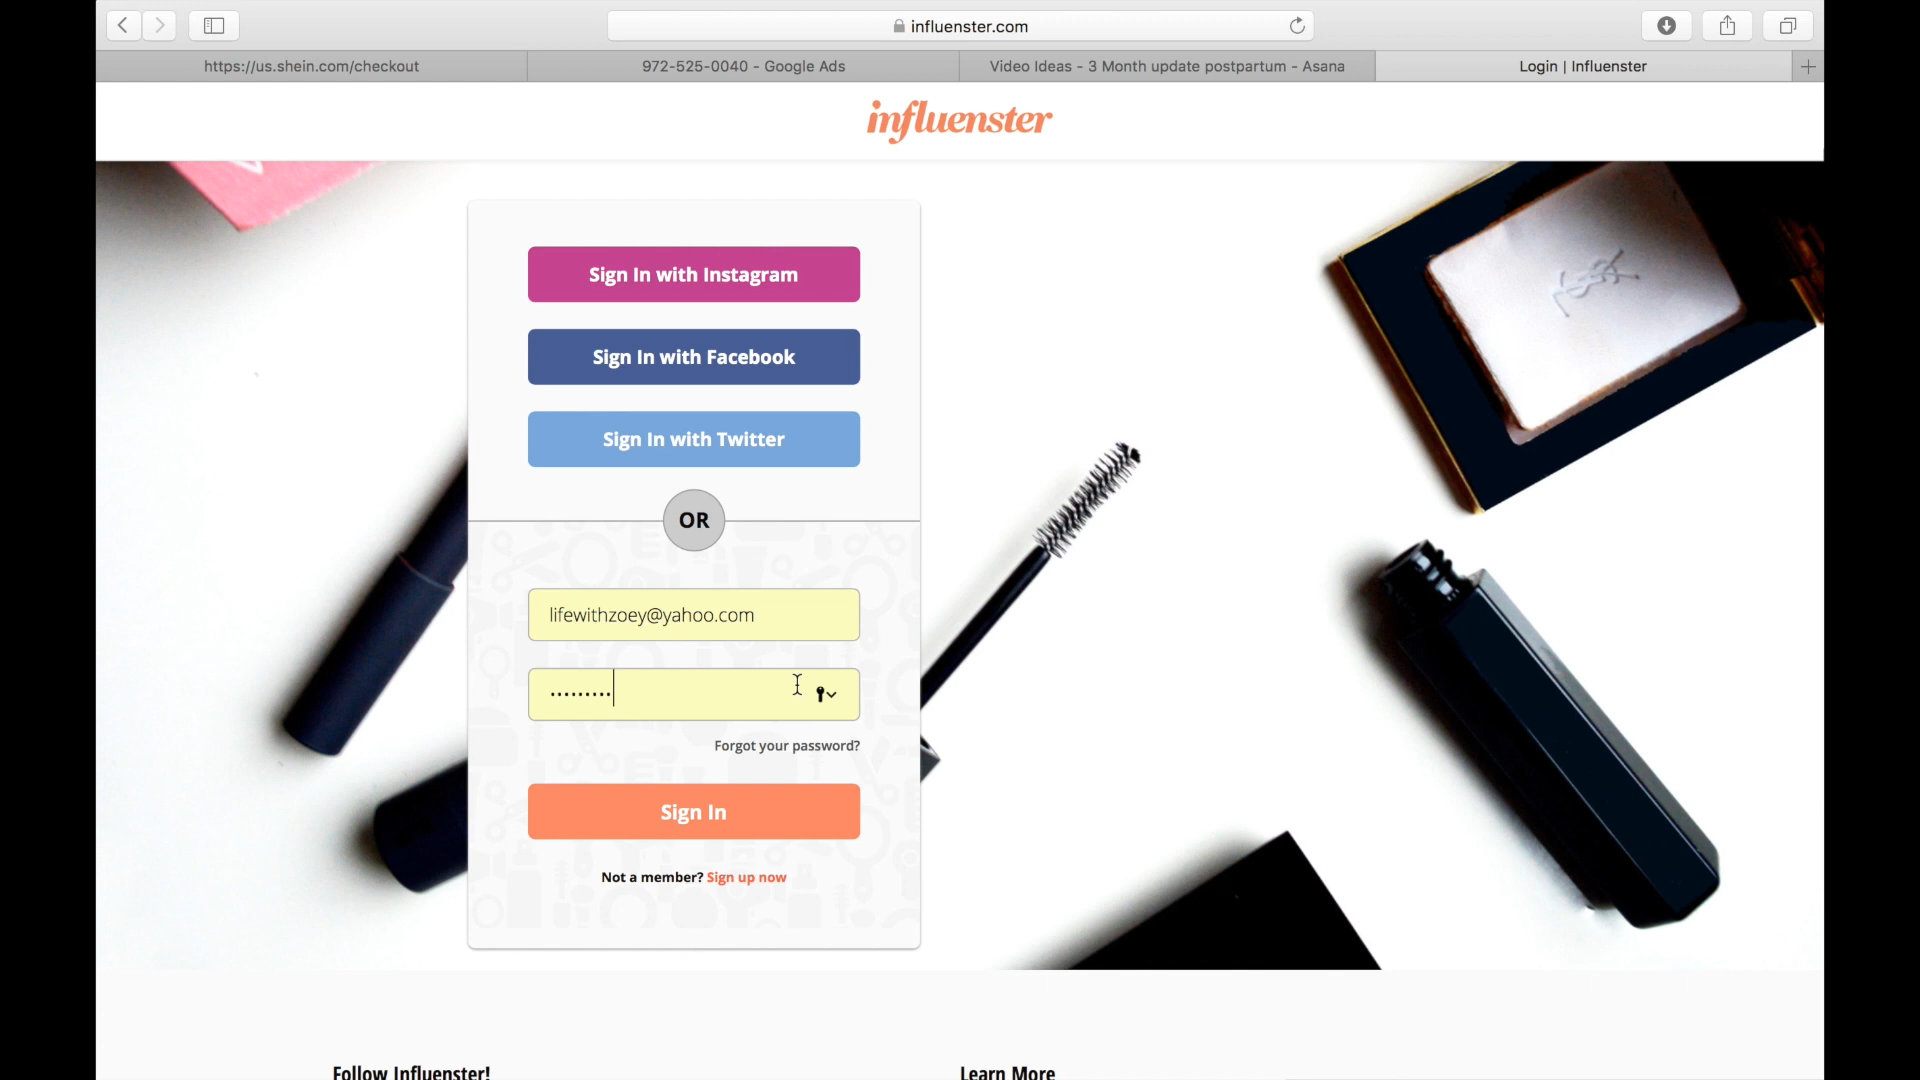 influenster.com
https://us.shein.com/checkout
972-525-0040 - Google Ads
Video Ideas - 3 Month update postpartum - Asana
Login | Influenster
influenster
Sign In with Instagram
Sign In with Facebook
Sign In with Twitter
OR
lifewithzoey@yahoo.com
•••••••••
Forgot your password?
Sign In
Not a member? Sign up now
Follow Influenster!
Learn More